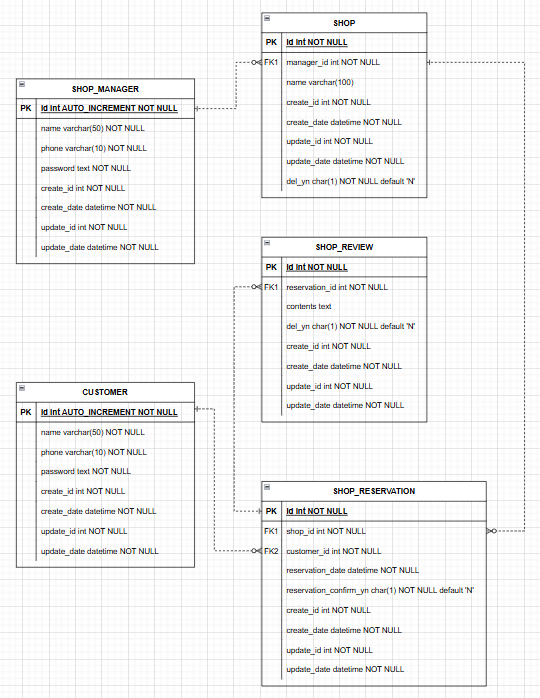 SHOP
PK id int NOT NULL
FK1 manager_id int NOT NULL
name varchar(100)
create_id int NOT NULL
create_date datetime NOT NULL
update_id int NOT NULL
update_date datetime NOT NULL
del_yn char(1) NOT NULL default 'N'
SHOP_MANAGER
PK id int AUTO_INCREMENT NOT NULL
name varchar(50) NOT NULL
phone varchar(10) NOT NULL
password text NOT NULL
create_id int NOT NULL
create_date datetime NOT NULL
update_id int NOT NULL
update_date datetime NOT NULL
SHOP_REVIEW
PK id int NOT NULL
FK1 reservation_id int NOT NULL
contents text
del_yn char(1) NOT NULL default 'N'
create_id int NOT NULL
create_date datetime NOT NULL
update_id int NOT NULL
update_date datetime NOT NULL
CUSTOMER
PK id int AUTO_INCREMENT NOT NULL
name varchar(50) NOT NULL
phone varchar(10) NOT NULL
password text NOT NULL
create_id int NOT NULL
create_date datetime NOT NULL
update_id int NOT NULL
update_date datetime NOT NULL
SHOP_RESERVATION
PK id int NOT NULL
FK1 shop_id int NOT NULL
FK2 customer_id int NOT NULL
reservation_date datetime NOT NULL
reservation_confirm_yn char(1) NOT NULL default 'N'
create_id int NOT NULL
create_date datetime NOT NULL
update_id int NOT NULL
update_date datetime NOT NULL